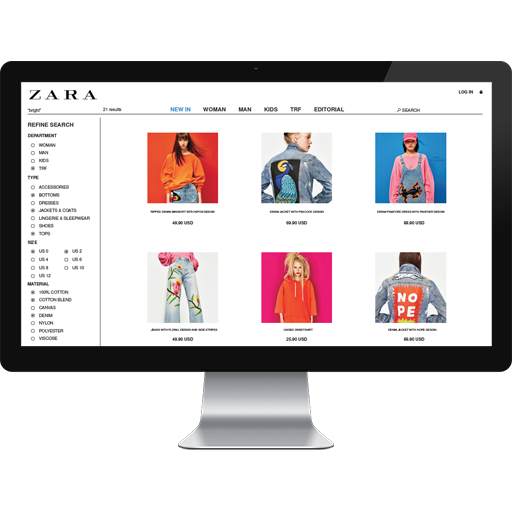 ZARA
LOG IN
"bright"
21 results
NEW IN WOMAN MAN KIDS TRF EDITORIAL
SEARCH
REFINE SEARCH
DEPARTMENT
WOMAN
MAN
KIDS
TRF
TYPE
ACCESSORIES
BOTTOMS
DRESSES
JACKETS & COATS
LINGERIE & SLEEPWEAR
SHOES
TOPS
SIZE
US 0 US 2
US 4 US 6
US 8 US 10
US 12
MATERIAL
100% COTTON
COTTON BLEND
CANVAS
DENIM
NYLON
POLYESTER
VISCOSE
RIPPED DENIM MINISKIRT WITH PATCH DESIGN
49.90 USD
DENIM JACKET WITH PEACOCK DESIGN
69.90 USD
DENIM PINAFORE DRESS WITH PANTHER DESIGN
69.90 USD
JEANS WITH FLORAL DESIGN AND SIDE STRIPES
49.90 USD
UNISEX SWEATSHIRT
25.90 USD
NOPE
DENIM JACKET WITH NOPE DESIGN
69.90 USD